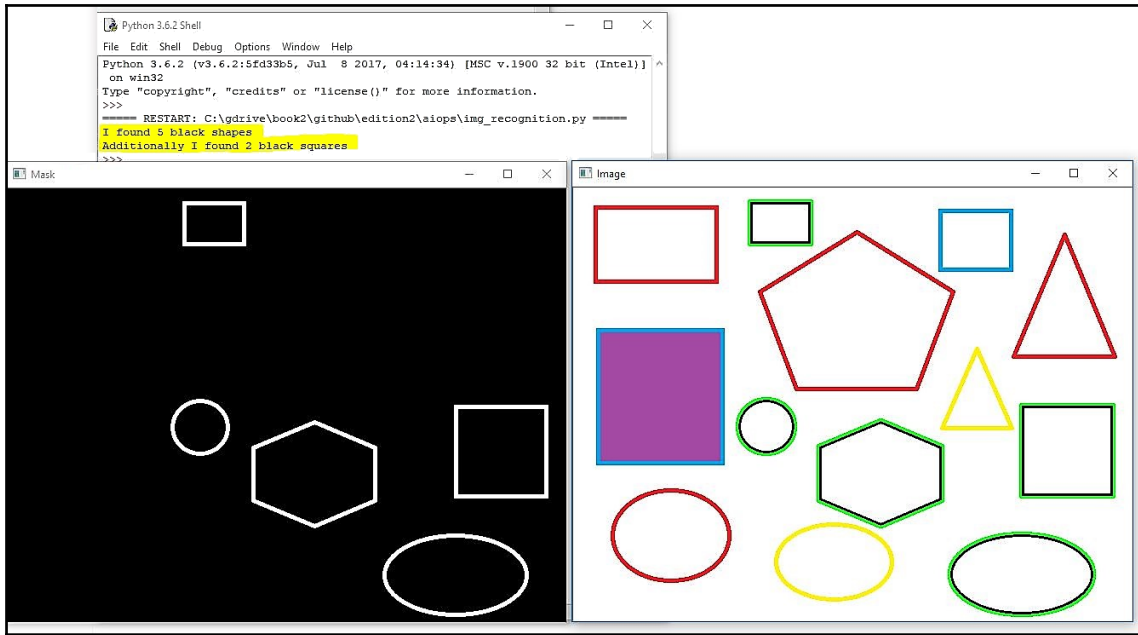 Python 3.6.2 Shell
File Edit Shell Debug Options Window Help
Python 3.6.2 (v3.6.2:5fd33b5, Jul  8 2017, 04:14:34) [MSC v.1900 32 bit (Intel)]
 on win32
Type "copyright", "credits" or "license()" for more information.
>>>
===== RESTART: C:\gdrive\book2\github\edition2\aiops\img_recognition.py =====
I found 5 black shapes
Additionally I found 2 black squares
>>>
Mask
Image